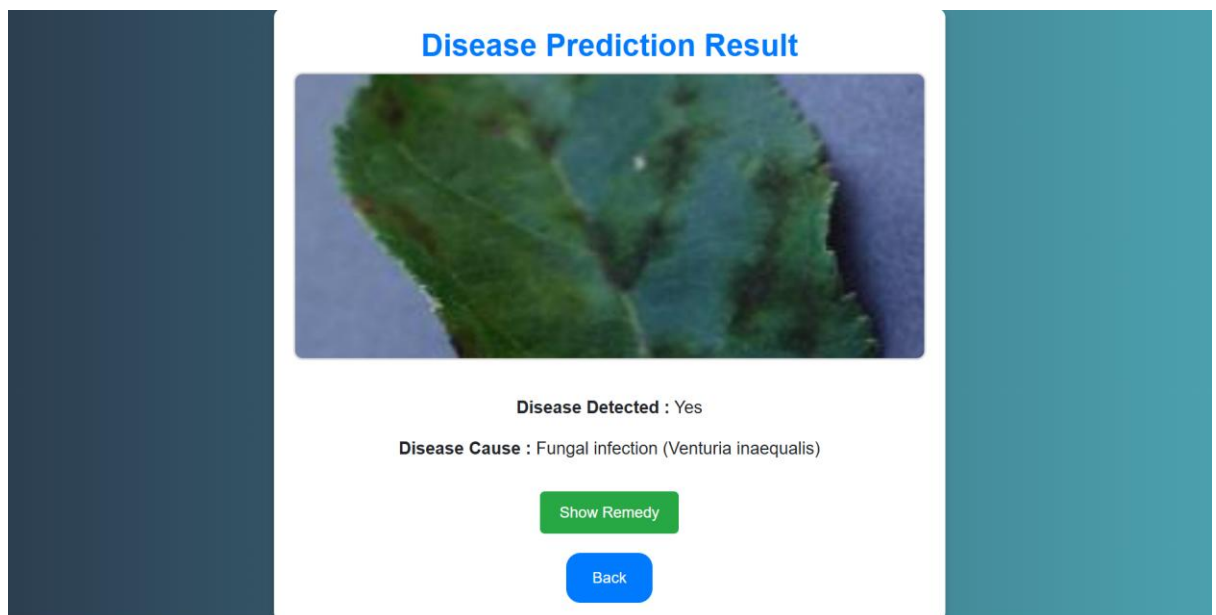 Disease Prediction Result
Disease Detected : Yes
Disease Cause : Fungal infection (Venturia inaequalis)
Show Remedy
Back